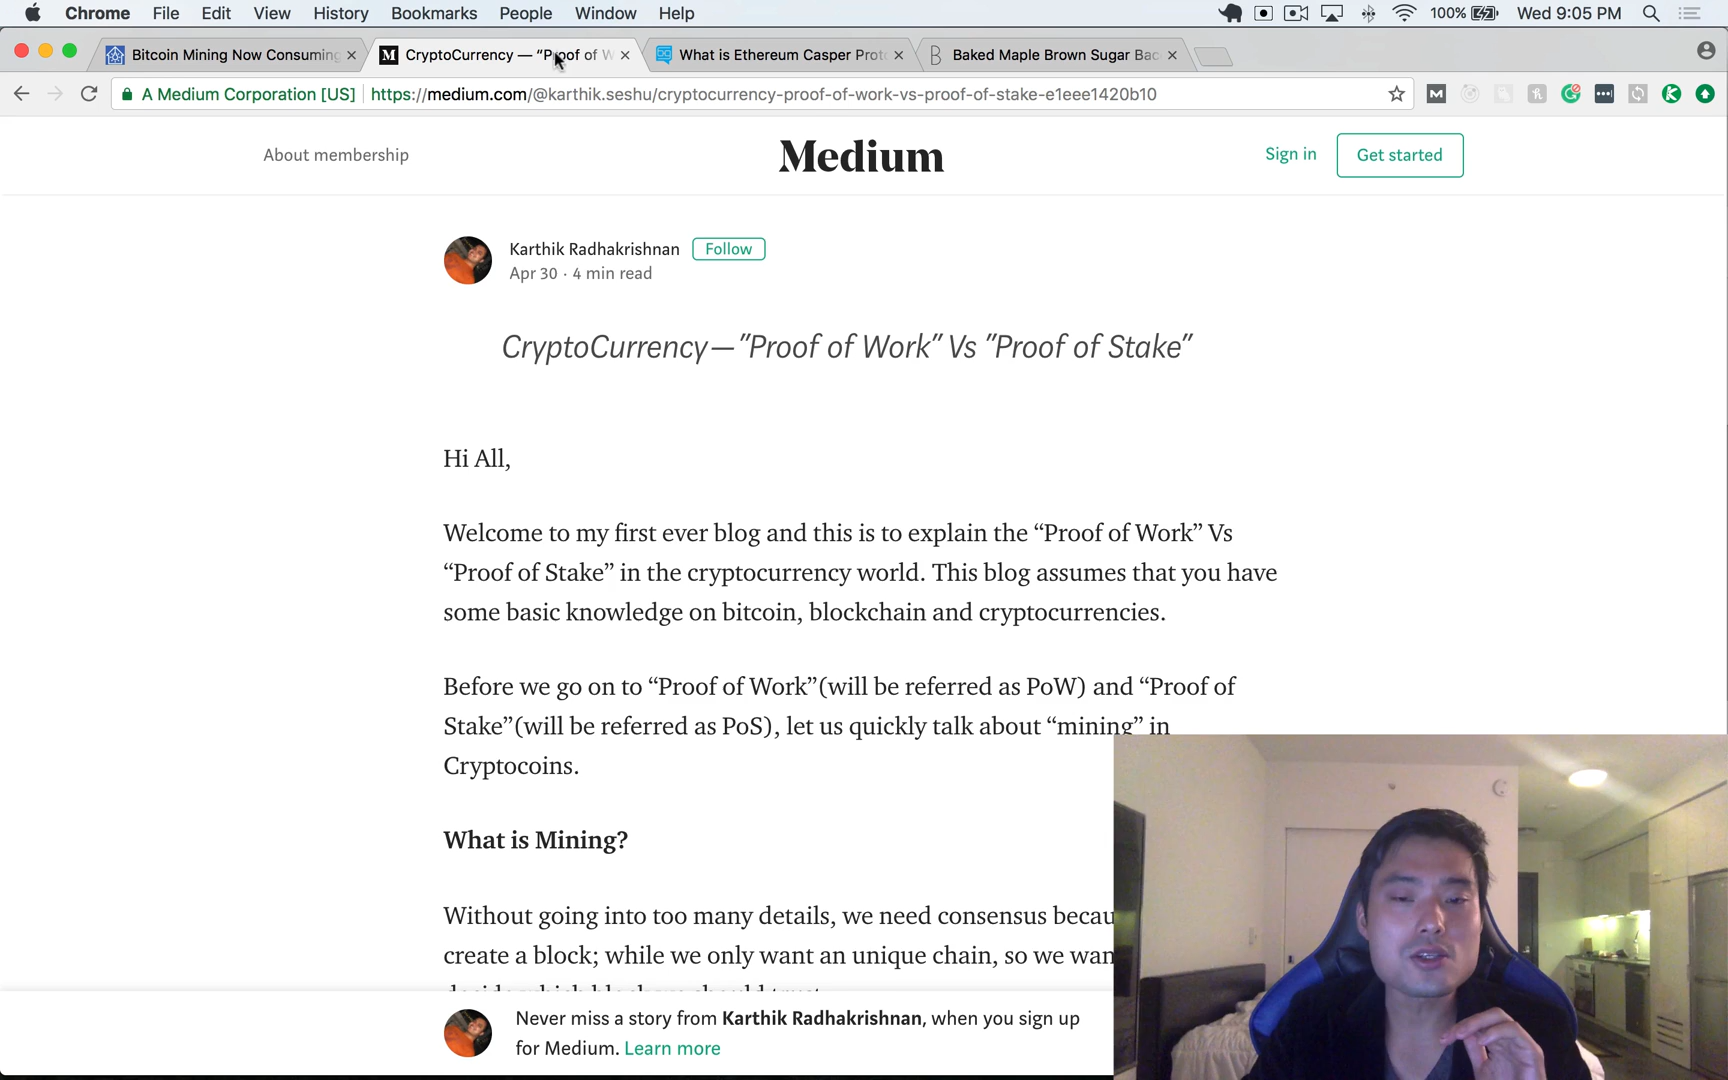 Chrome File Edit View History Bookmarks People Window Help 100% Wed 9:05 PM
Bitcoin Mining Now Consuming CryptoCurrency — “Proof of W What is Ethereum Casper Proto Baked Maple Brown Sugar Bac
A Medium Corporation [US] https://medium.com/@karthik.seshu/cryptocurrency-proof-of-work-vs-proof-of-stake-e1eee1420b10
About membership Medium Sign in Get started
Karthik Radhakrishnan Follow
Apr 30 · 4 min read
CryptoCurrency—”Proof of Work” Vs ”Proof of Stake”
Hi All,
Welcome to my first ever blog and this is to explain the “Proof of Work” Vs
“Proof of Stake” in the cryptocurrency world. This blog assumes that you have
some basic knowledge on bitcoin, blockchain and cryptocurrencies.
Before we go on to “Proof of Work”(will be referred as PoW) and “Proof of
Stake”(will be referred as PoS), let us quickly talk about “mining” in
Cryptocoins.
What is Mining?
Without going into too many details, we need consensus becau
create a block; while we only want an unique chain, so we wan
Never miss a story from Karthik Radhakrishnan, when you sign up
for Medium. Learn more